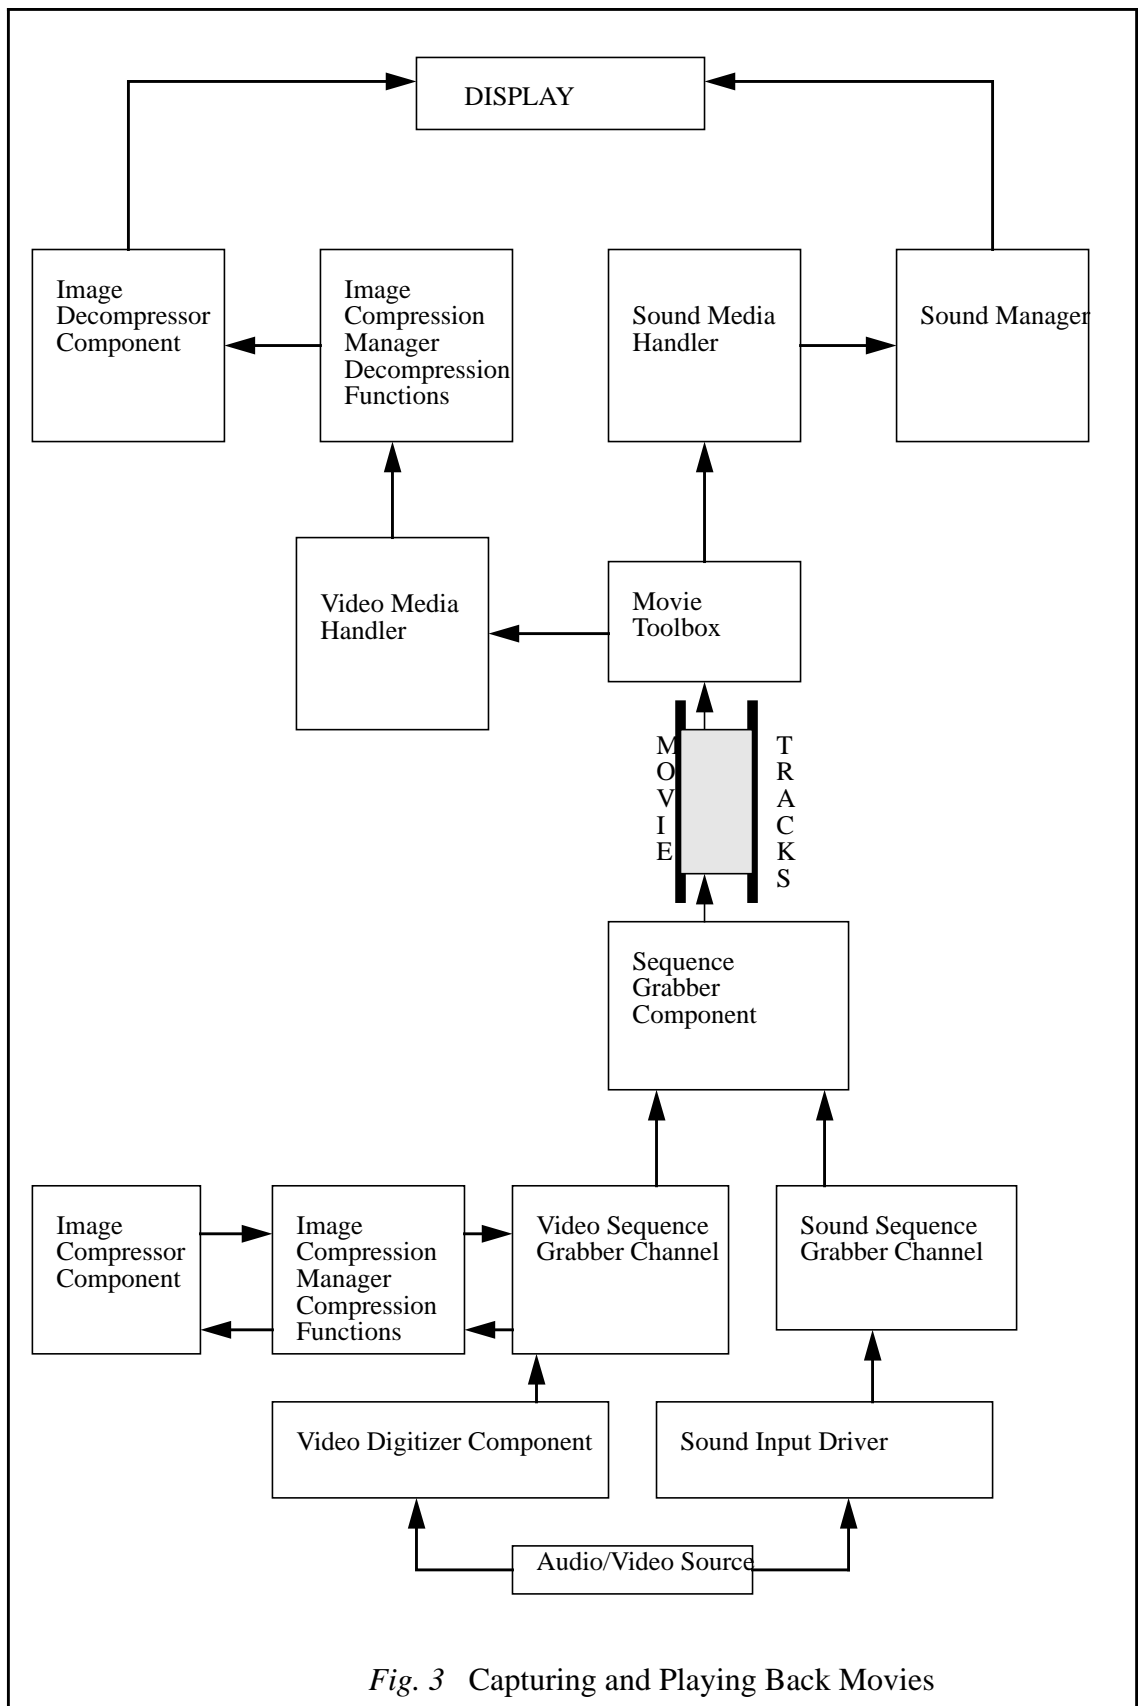 DISPLAY
Image
Decompressor
Component
Image
Compression
Manager
Decompression
Functions
Sound Media
Handler
Sound Manager
Video Media
Handler
Movie
Toolbox
M
O
V
I
E
T
R
A
C
K
S
Sequence
Grabber
Component
Image
Compressor
Component
Image
Compression
Manager
Compression
Functions
Video Sequence
Grabber Channel
Sound Sequence
Grabber Channel
Video Digitizer Component
Sound Input Driver
Audio/Video Source
Fig. 3 Capturing and Playing Back Movies